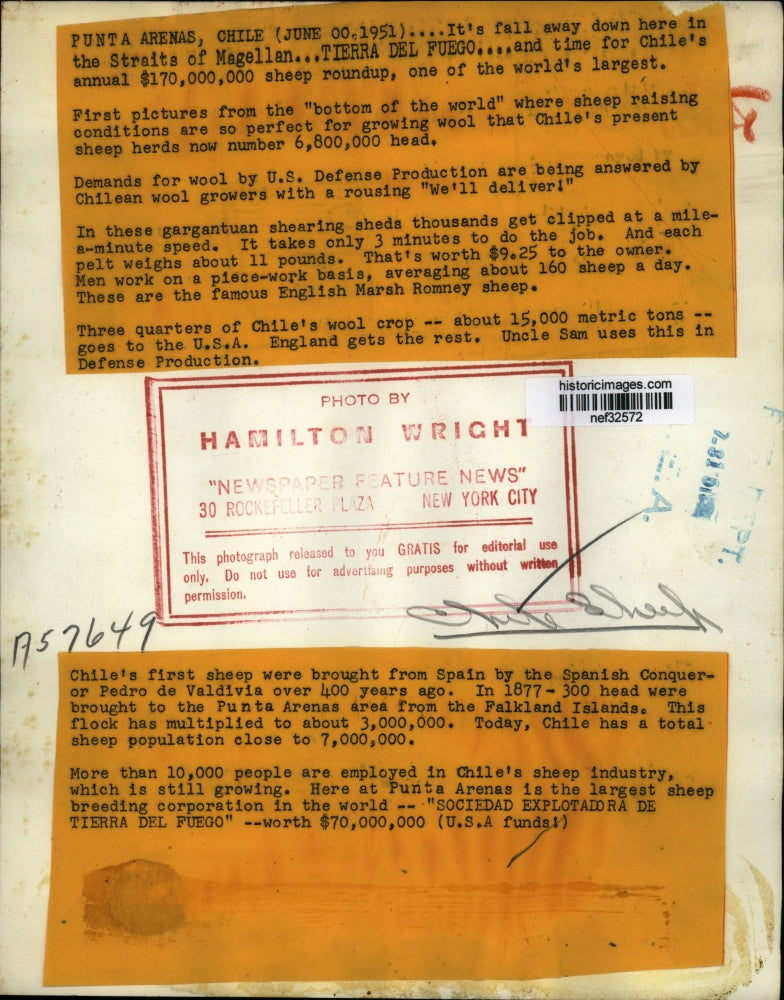 PUNTA ARENAS, CHILE (JUNE 00,1951)....It's fall away down here in
the Straits of Magellan...TIERRA DEL FUEGO....and time for Chile's
annual $170,000,000 sheep roundup, one of the world's largest.
First pictures from the "bottom of the world" where sheep raising
conditions are so perfect for growing wool that Chile's present
sheep herds now number 6,800,000 head.
Demands for wool by U.S. Defense Production are being answered by
Chilean wool growers with a rousing "We'll deliver!"
In these gargantuan shearing sheds thousands get clipped at a mile-
a-minute speed. It takes only 3 minutes to do the job. And each
pelt weighs about 11 pounds. That's worth $9.25 to the owner.
Men work on a piece-work basis, averaging about 160 sheep a day.
These are the famous English Marsh Romney sheep.
Three quarters of Chile's wool crop -- about 15,000 metric tons --
goes to the U.S.A. England gets the rest. Uncle Sam uses this in
Defense Production.
historicimages.com
nef32572
PHOTO BY
HAMILTON WRIGHT
"NEWSPAPER FEATURE NEWS"
30 ROCKEFELLER PLAZA NEW YORK CITY
This photograph released to you GRATIS for editorial use
only. Do not use for advertising purposes without written
permission.
A57649
Chile's first sheep were brought from Spain by the Spanish Conquer-
or Pedro de Valdivia over 400 years ago. In 1877 - 300 head were
brought to the Punta Arenas area from the Falkland Islands. This
flock has multiplied to about 3,000,000. Today, Chile has a total
sheep population close to 7,000,000.
More than 10,000 people are employed in Chile's sheep industry,
which is still growing. Here at Punta Arenas is the largest sheep
breeding corporation in the world -- "SOCIEDAD EXPLOTADORA DE
TIERRA DEL FUEGO" --worth $70,000,000 (U.S.A funds!)